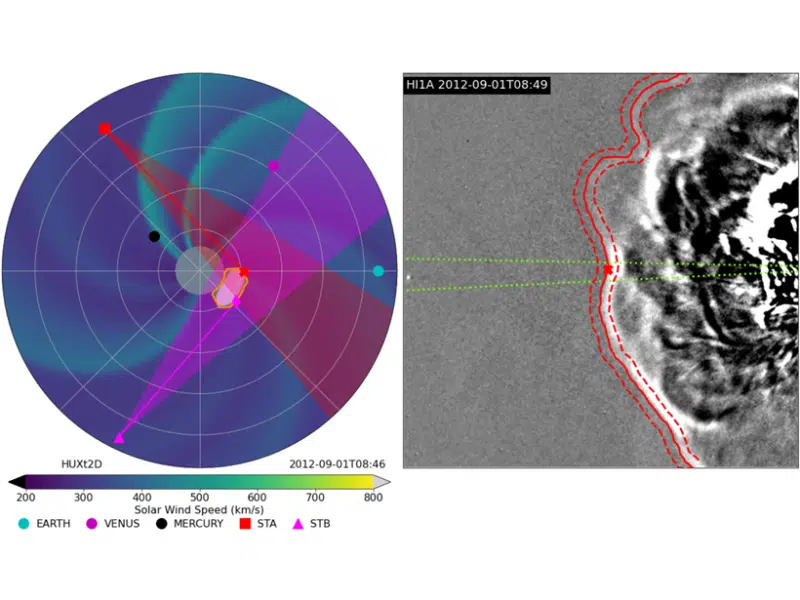 HI1A 2012-09-01T08:49
HUXt2D 2012-09-01T08:46
200 300 400 500 600 700 800
Solar Wind Speed (km/s)
EARTH VENUS MERCURY STA STB